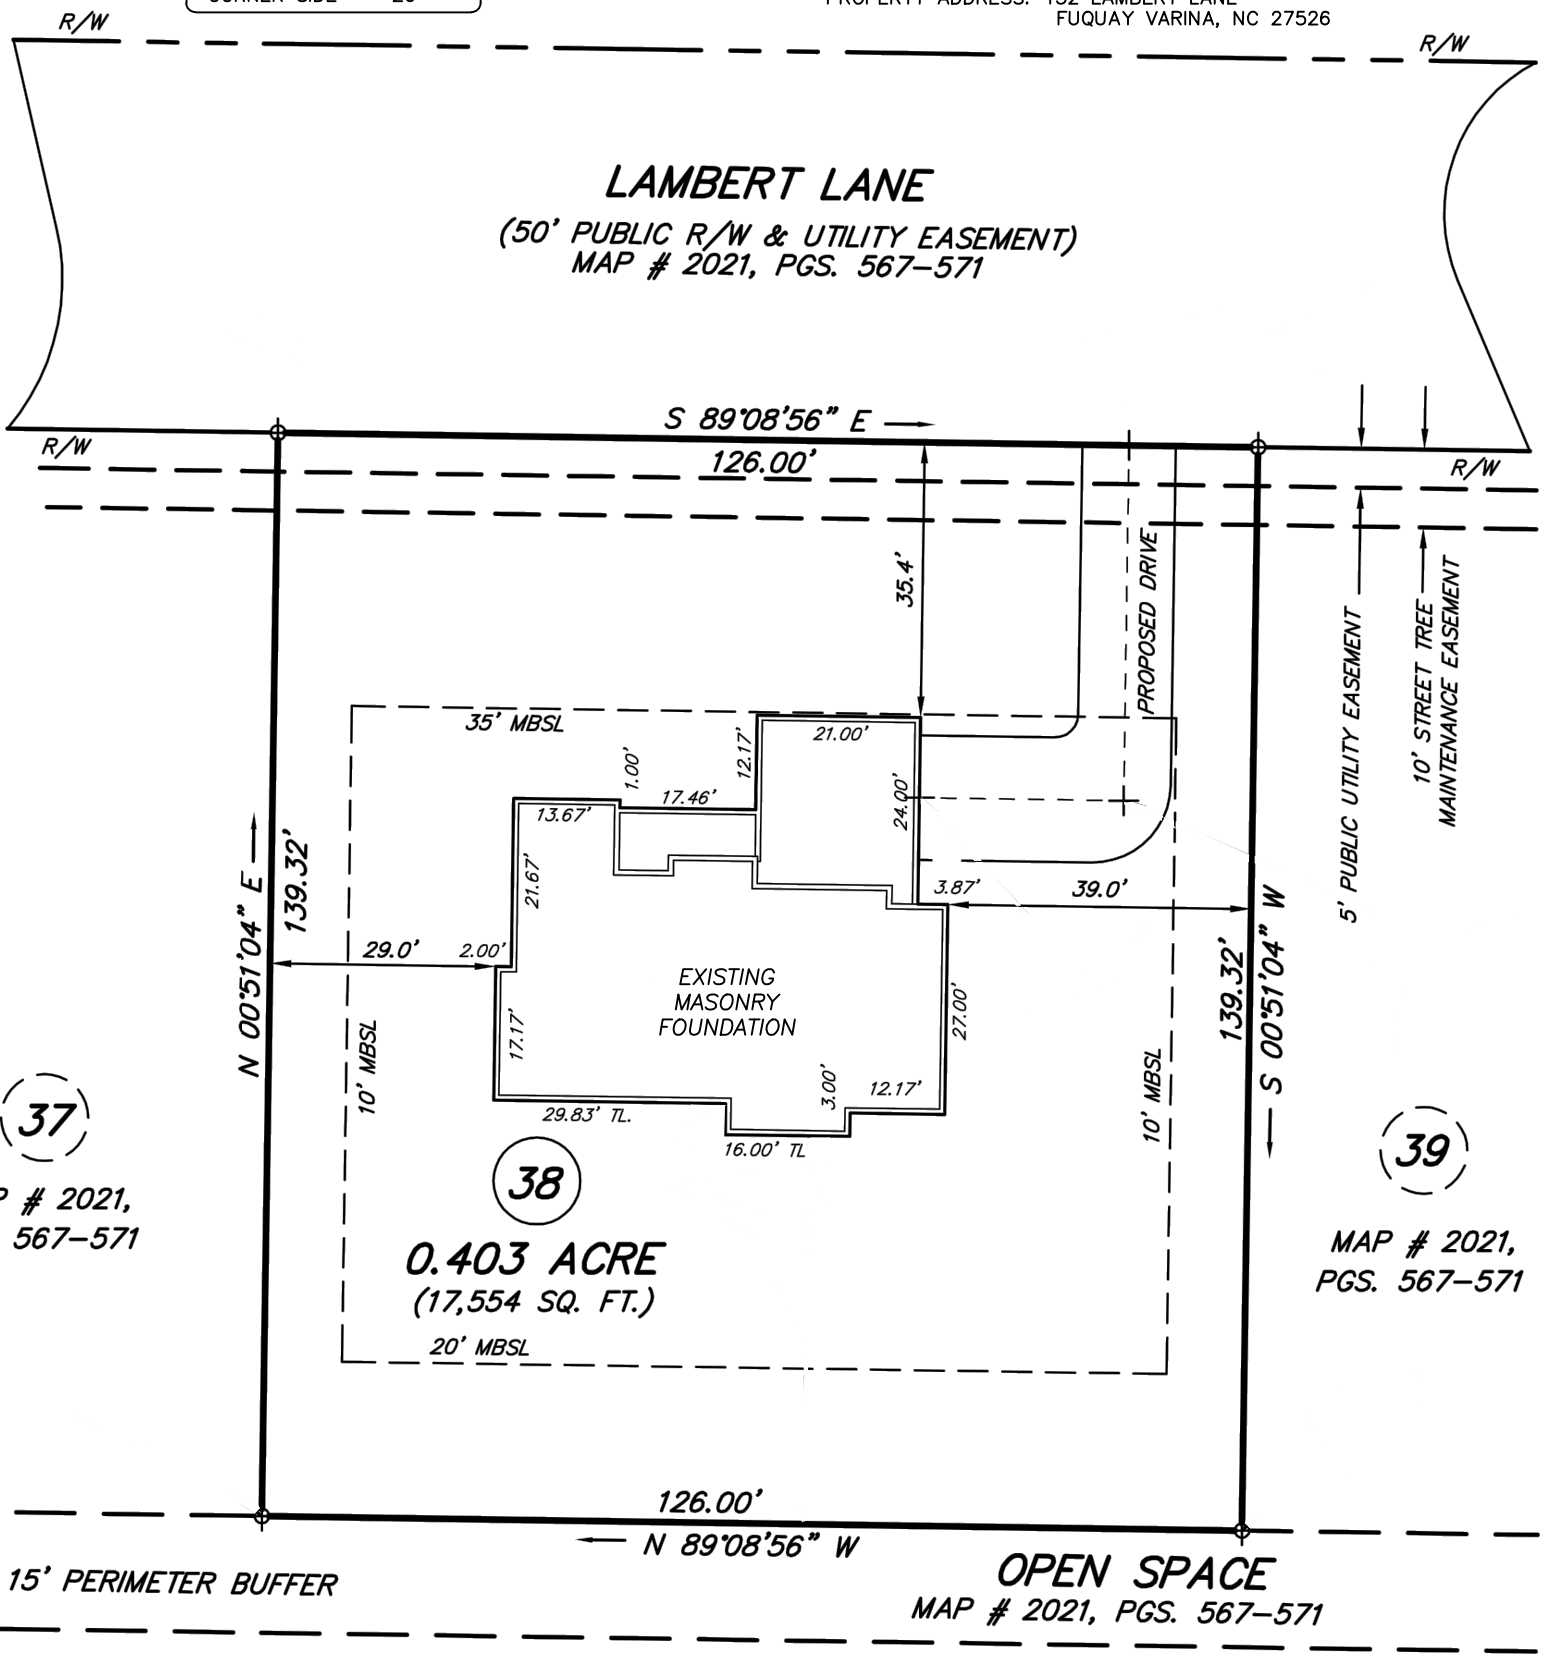 FUQUAY VARINA, NC 27526
R/W
R/W
LAMBERT LANE
(50' PUBLIC R/W & UTILITY EASEMENT)
MAP # 2021, PGS. 567-571
S 89°08'56" E
R/W
126.00'
R/W
35.4'
PROPOSED DRIVE
5' PUBLIC UTILITY EASEMENT
10' STREET TREE
MAINTENANCE EASEMENT
35' MBSL
21.00'
12.17'
1.00'
17.46'
13.67'
24.00'
21.67'
3.87'
39.0'
N 00°51'04" E
139.32'
29.0'
2.00'
EXISTING
MASONRY
FOUNDATION
17.17'
27.00'
139.32'
S 00°51'04" W
10' MBSL
10' MBSL
3.00'
12.17'
29.83' TL.
16.00' TL
37
# 2021,
567-571
38
0.403 ACRE
(17,554 SQ. FT.)
39
MAP # 2021,
PGS. 567-571
20' MBSL
126.00'
N 89°08'56" W
15' PERIMETER BUFFER
OPEN SPACE
MAP # 2021, PGS. 567-571